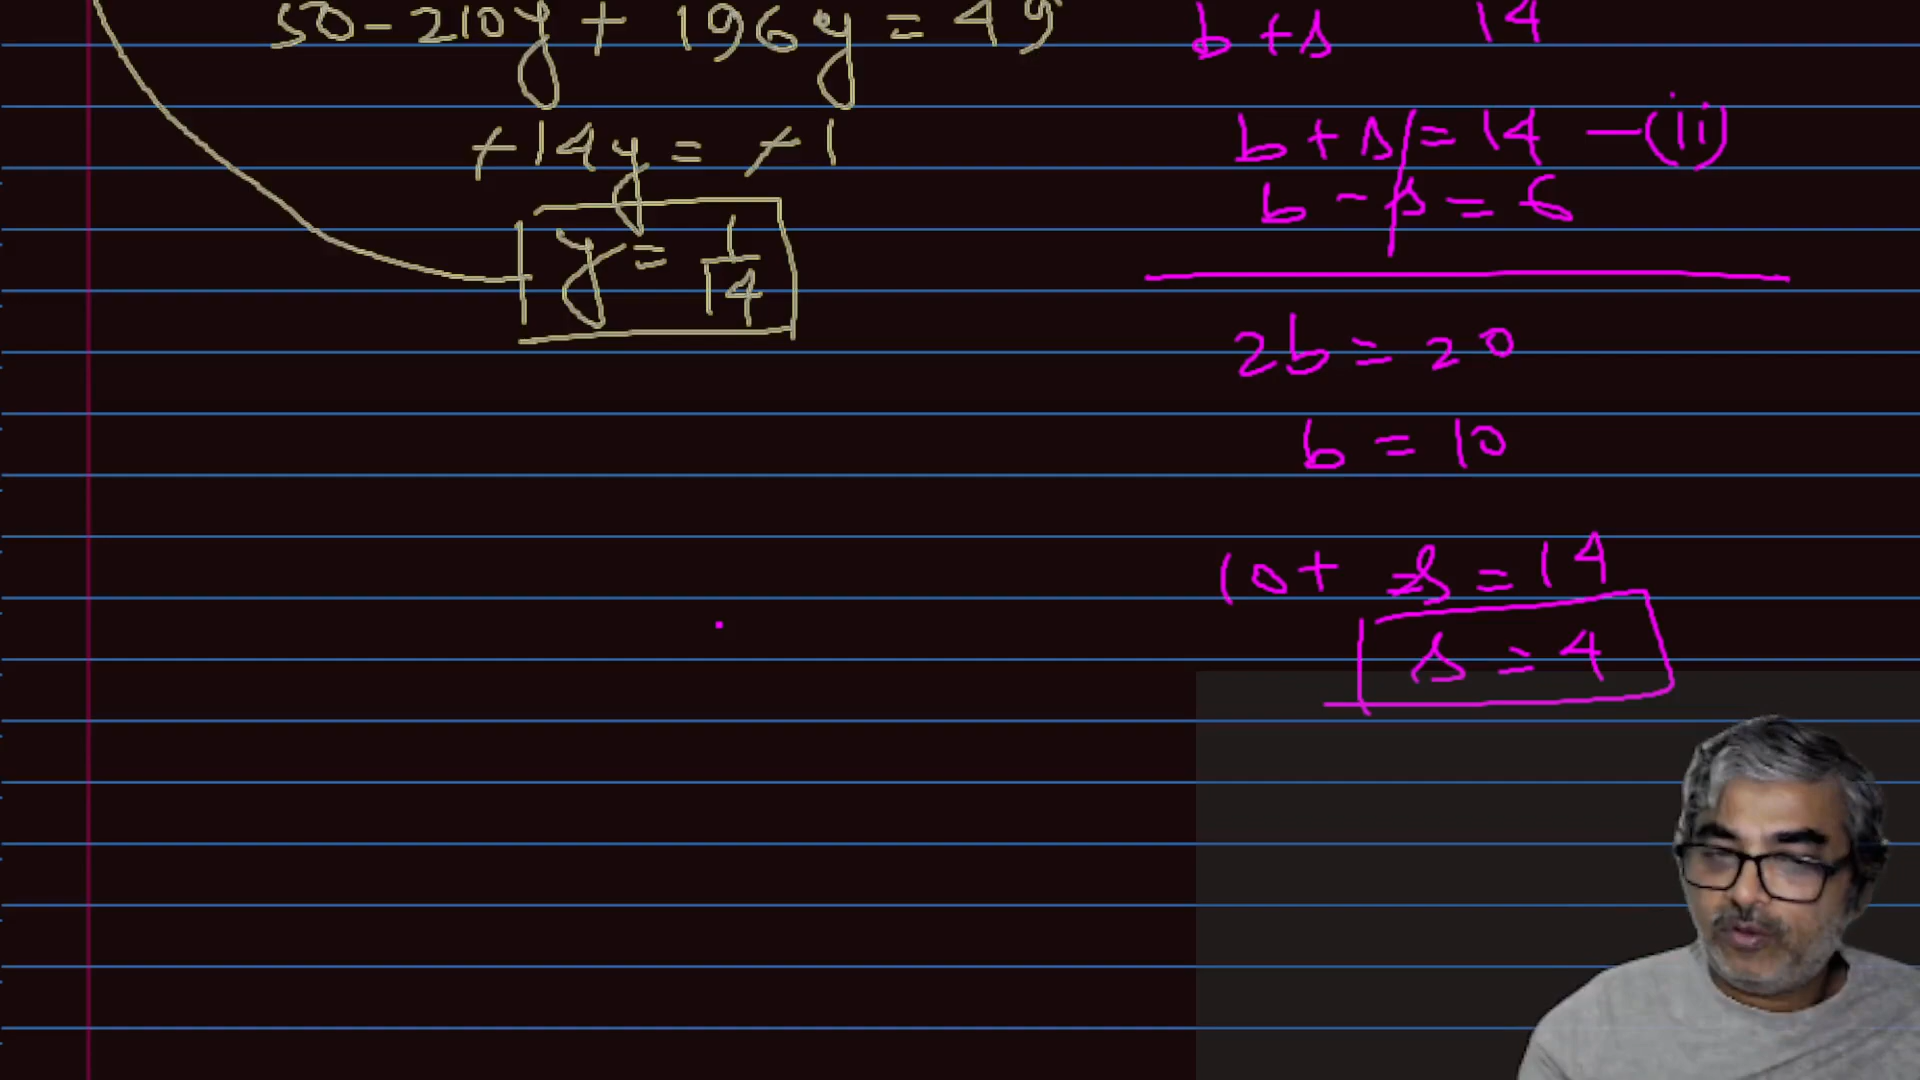 50-210y + 196y = 49
+14y = +1
y = 1/14
b+s 14
b + s = 14 - (ii)
b - s = 6
2b = 20
b = 10
10 + s = 14
s = 4